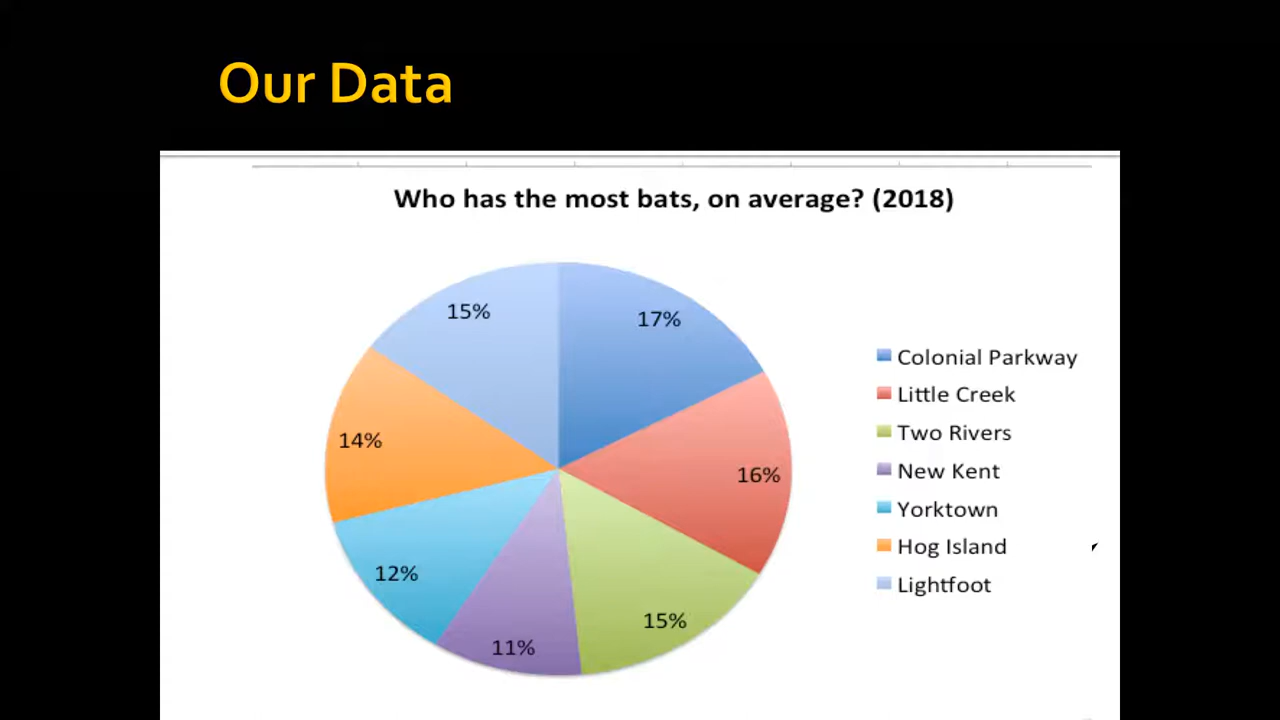 Our Data
Who has the most bats, on average? (2018)
15%
17%
Colonial Parkway
Little Creek
Two Rivers
14%
16%
New Kent
Yorktown
Hog Island
12%
Lightfoot
15%
11%